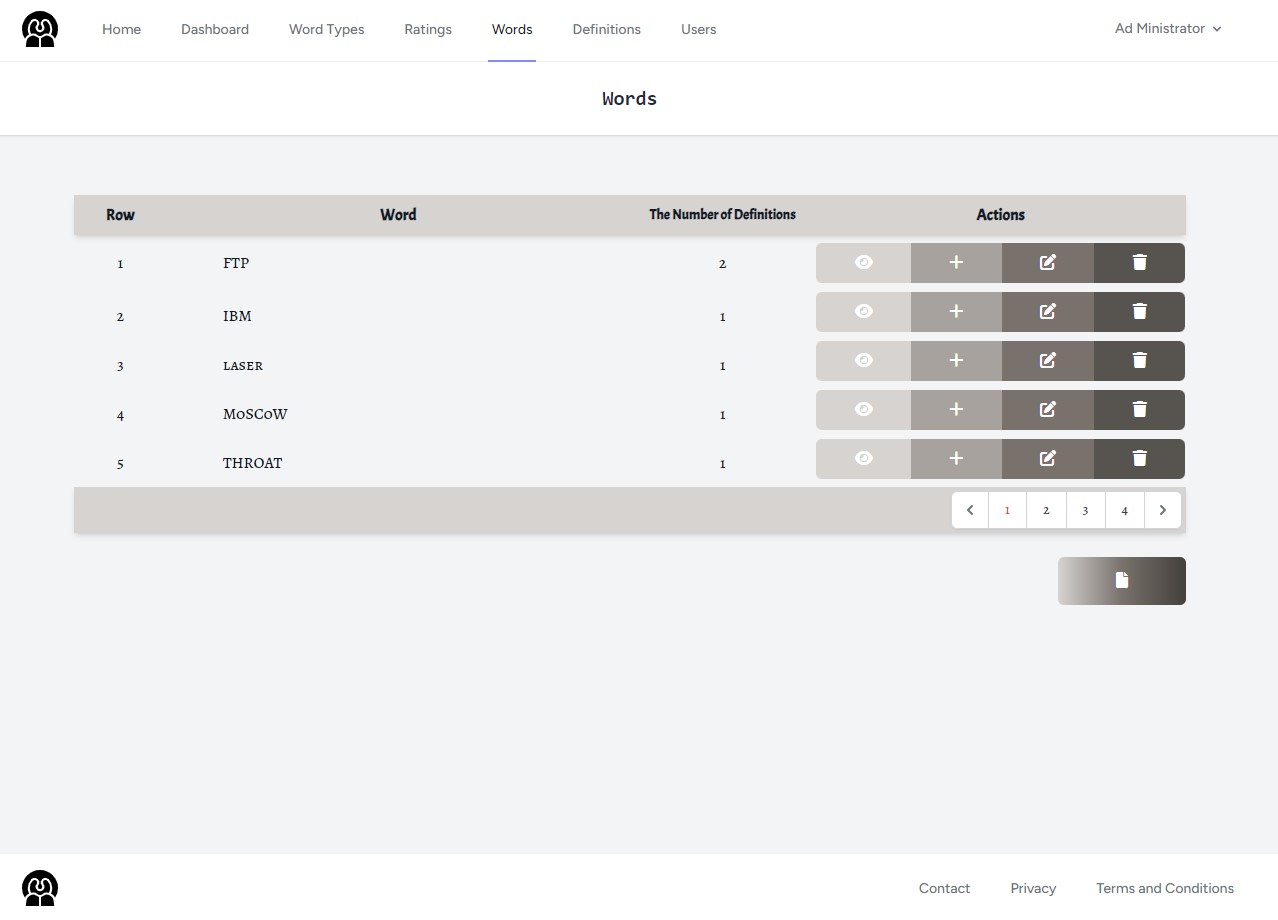 Home Dashboard Word Types Ratings Words Definitions Users Ad Ministrator
Words
Row Word The Number of Definitions Actions
1 FTP 2
2 IBM 1
3 LASER 1
4 MoSCoW 1
5 THROAT 1
1 2 3 4
Contact Privacy Terms and Conditions